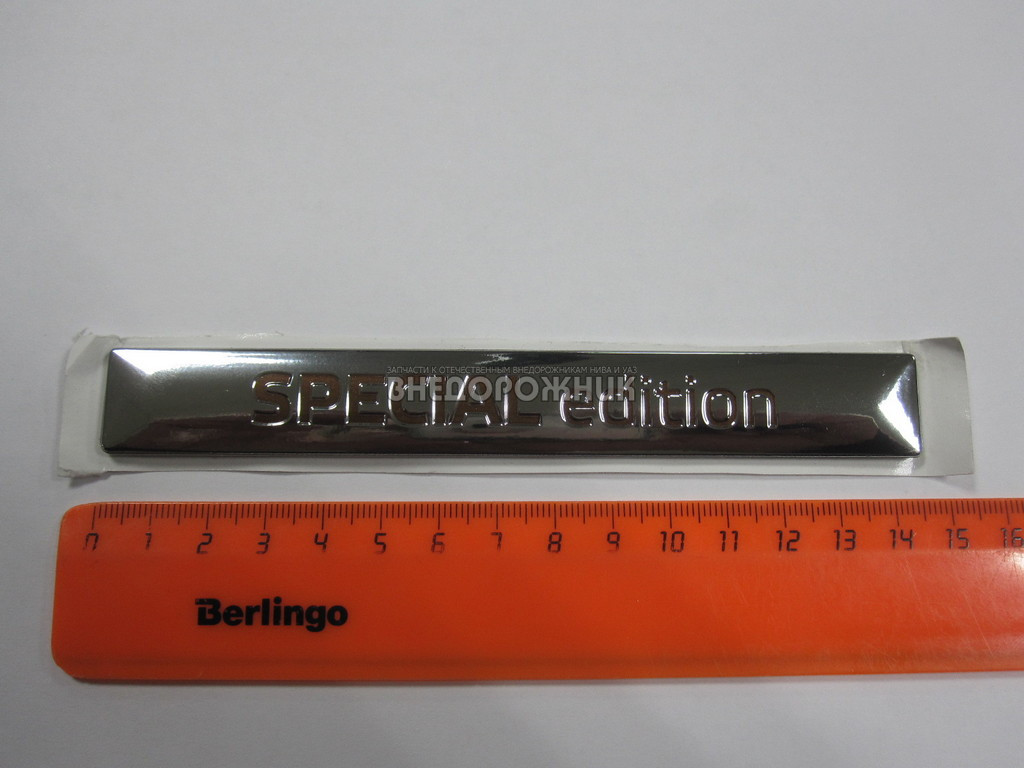 ЗАПЧАСТИ К ОТЕЧЕСТВЕННЫМ ВНЕДОРОЖНИКАМ НИВА И УАЗ
ВНЕДОРОЖНИК
SPECIAL edition
0 1 2 3 4 5 6 7 8 9 10 11 12 13 14 15 16
Berlingo